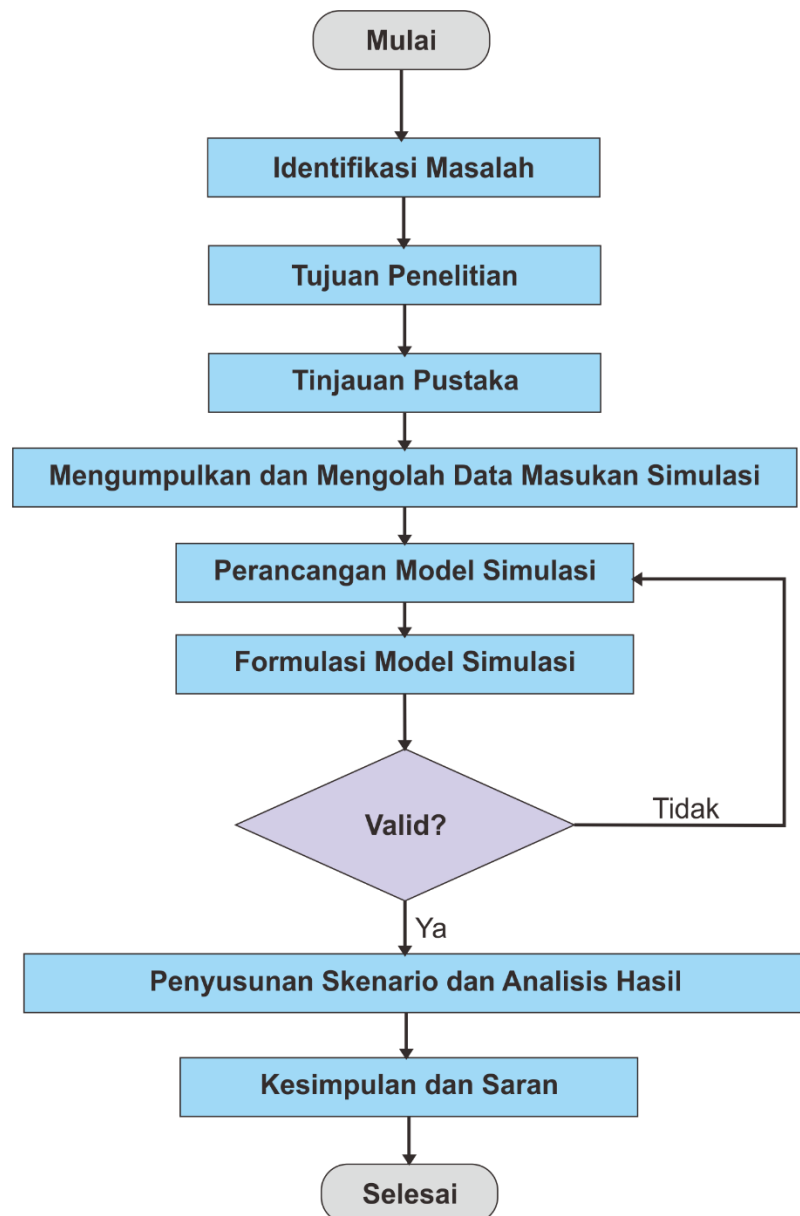 Mulai
Identifikasi Masalah
Tujuan Penelitian
Tinjauan Pustaka
Mengumpulkan dan Mengolah Data Masukan Simulasi
Perancangan Model Simulasi
Formulasi Model Simulasi
Valid?
Tidak
Ya
Penyusunan Skenario dan Analisis Hasil
Kesimpulan dan Saran
Selesai